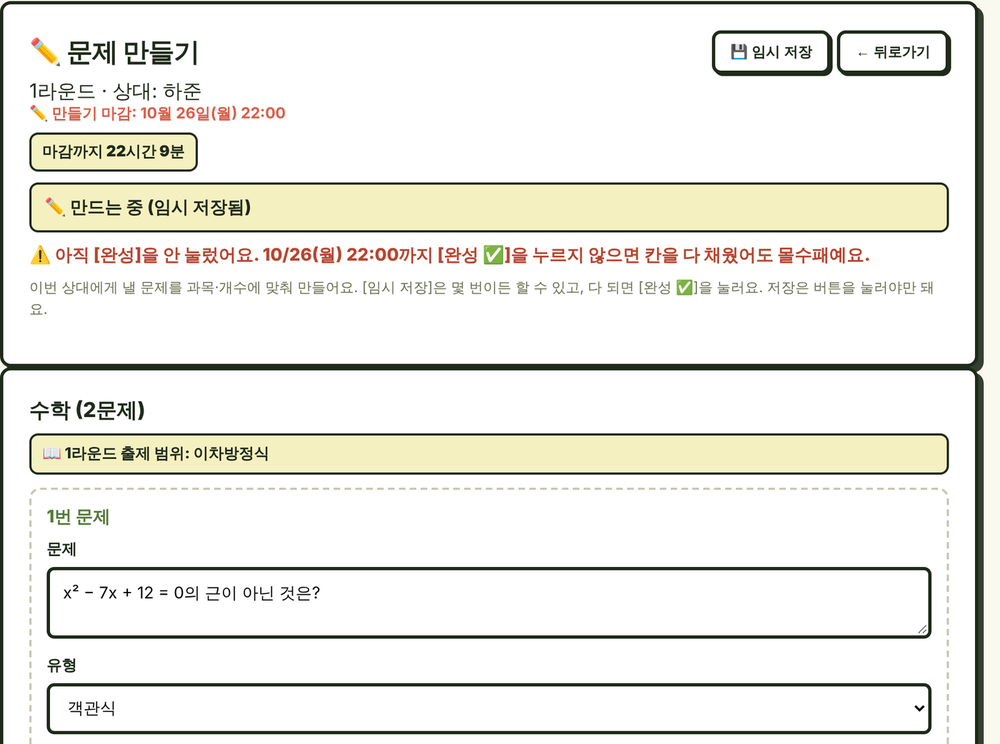 ✏️ 문제 만들기
💾 임시 저장
← 뒤로가기
1라운드 · 상대: 하준
✏️ 만들기 마감: 10월 26일(월) 22:00
마감까지 22시간 9분
✏️ 만드는 중 (임시 저장됨)
⚠️ 아직 [완성]을 안 눌렀어요. 10/26(월) 22:00까지 [완성 ✅]을 누르지 않으면 칸을 다 채웠어도 몰수패예요.
이번 상대에게 낼 문제를 과목·개수에 맞춰 만들어요. [임시 저장]은 몇 번이든 할 수 있고, 다 되면 [완성 ✅]을 눌러요. 저장은 버튼을 눌러야만 돼
요.
수학 (2문제)
📖 1라운드 출제 범위: 이차방정식
1번 문제
문제
x² − 7x + 12 = 0의 근이 아닌 것은?
유형
객관식